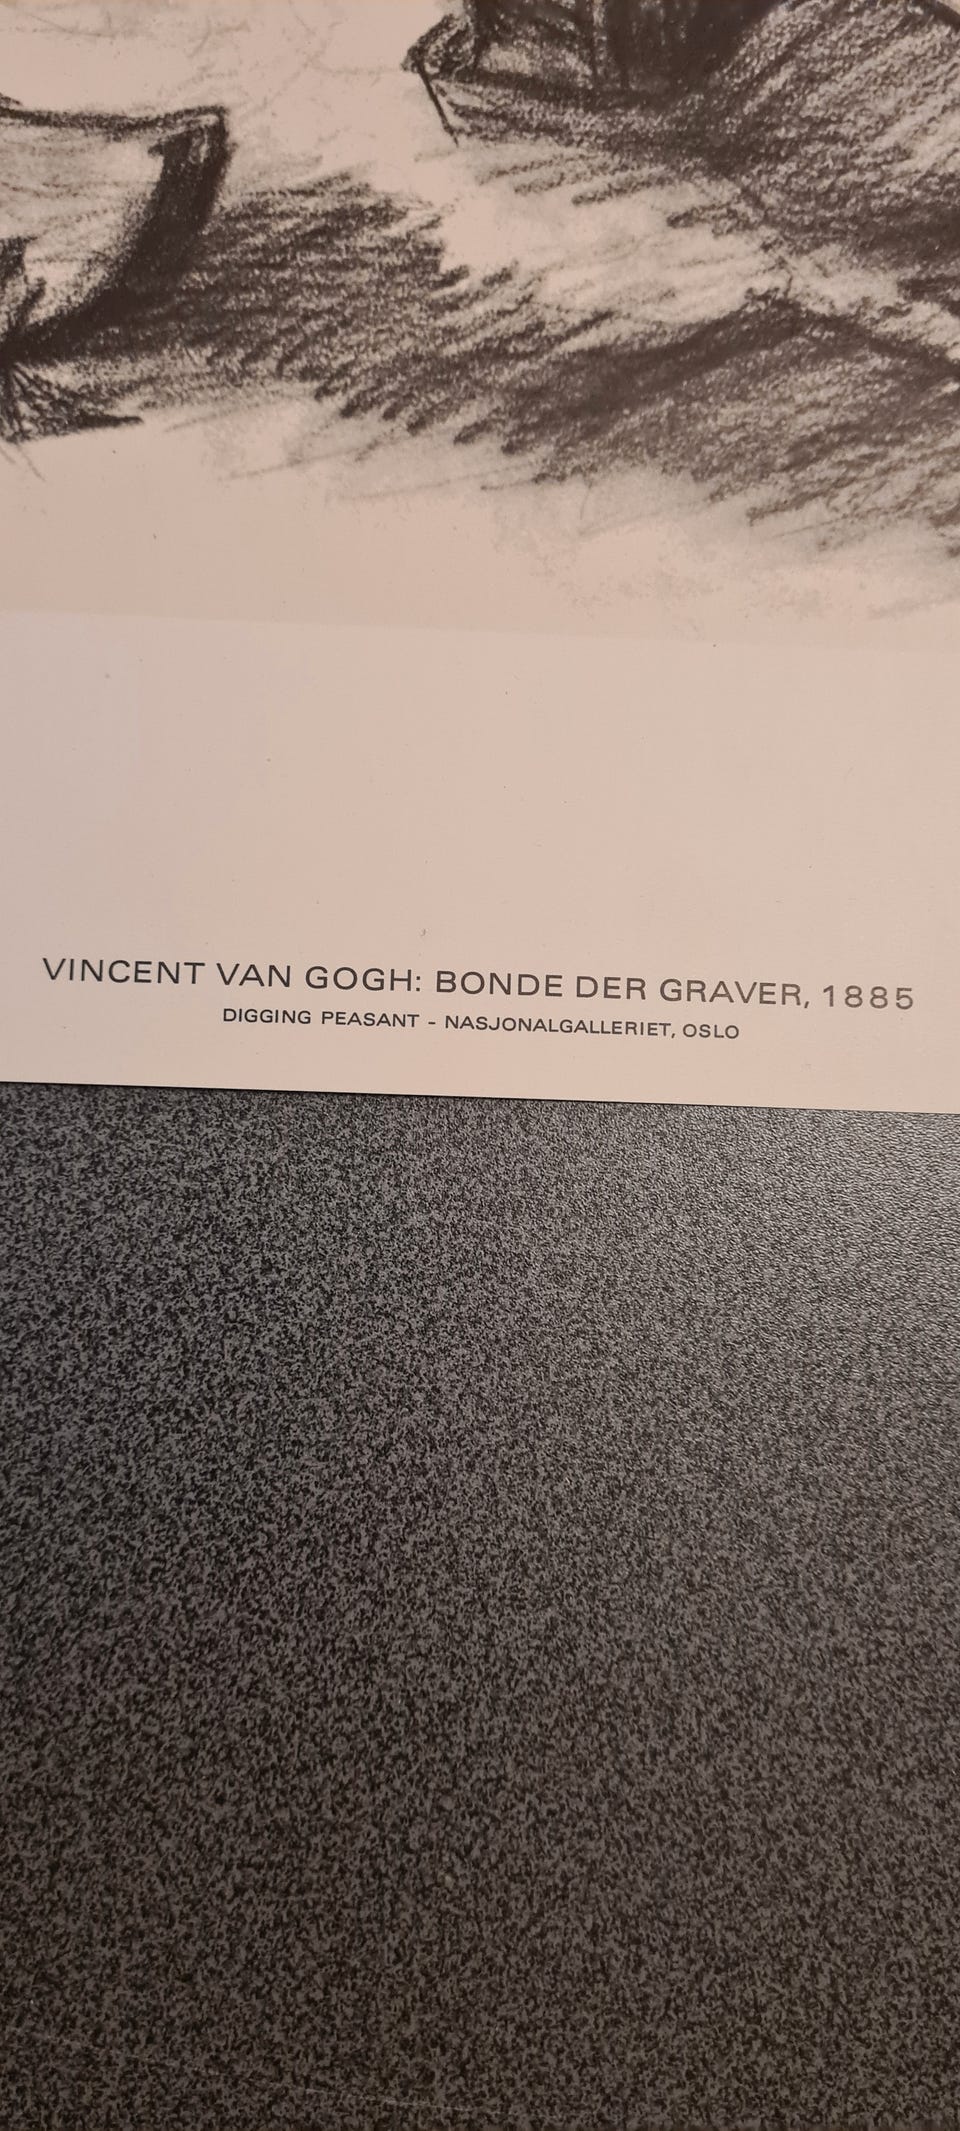 VINCENT VAN GOGH: BONDE DER GRAVER, 1885
DIGGING PEASANT - NASJONALGALLERIET, OSLO